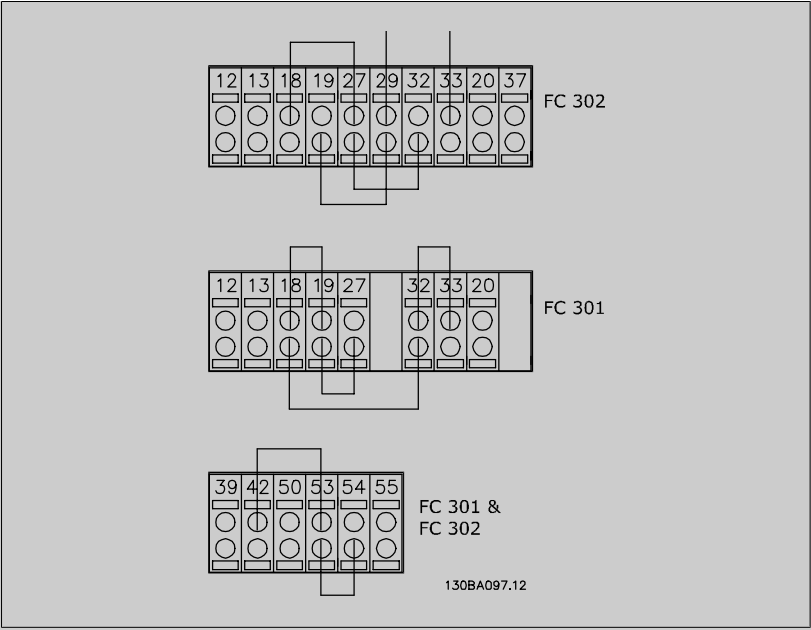 12 13 18 19 27 29 32 33 20 37
FC 302
12 13 18 19 27 32 33 20
FC 301
39 42 50 53 54 55
FC 301 &
FC 302
130BA097.12